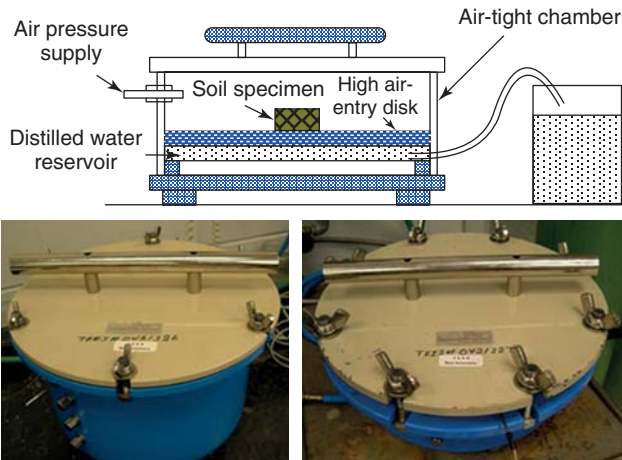 Air pressure
supply
Air-tight chamber
Soil specimen
High air-
entry disk
Distilled water
reservoir